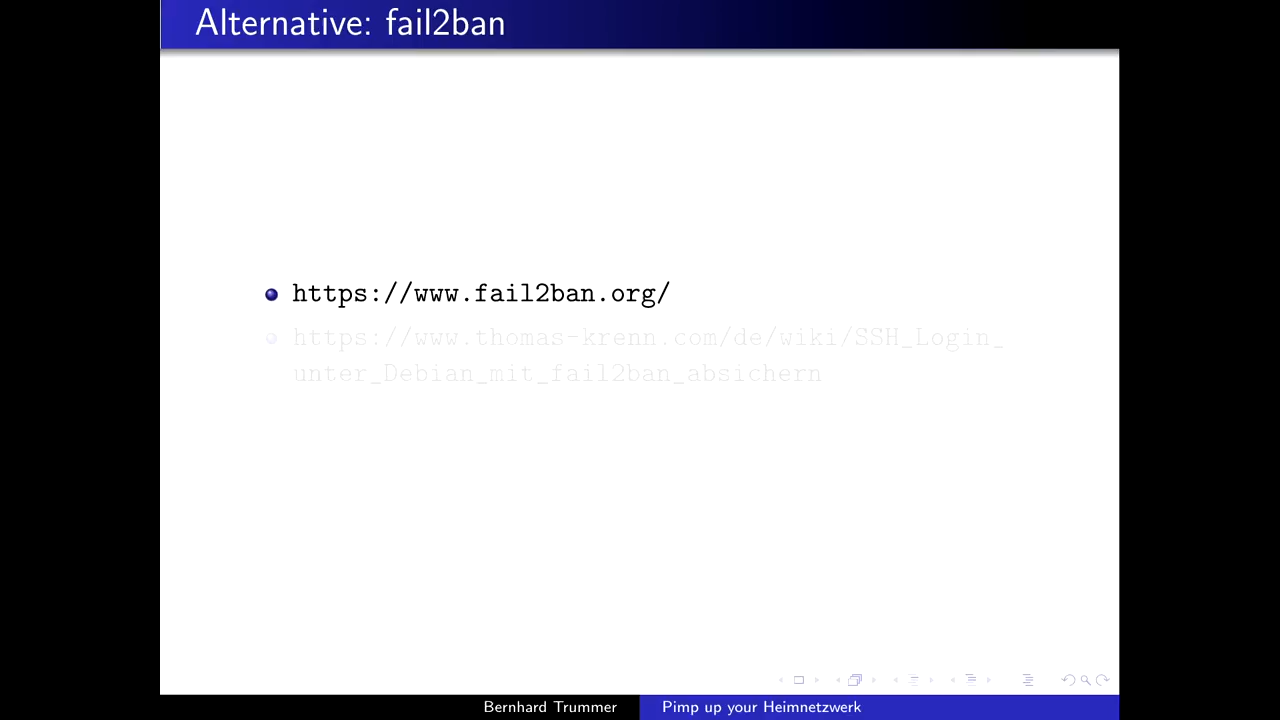 Alternative: fail2ban
https://www.fail2ban.org/
https://www.thomas-krenn.com/de/wiki/SSH_Login_
unter_Debian_mit_fail2ban_absichern
Bernhard Trummer
Pimp up your Heimnetzwerk